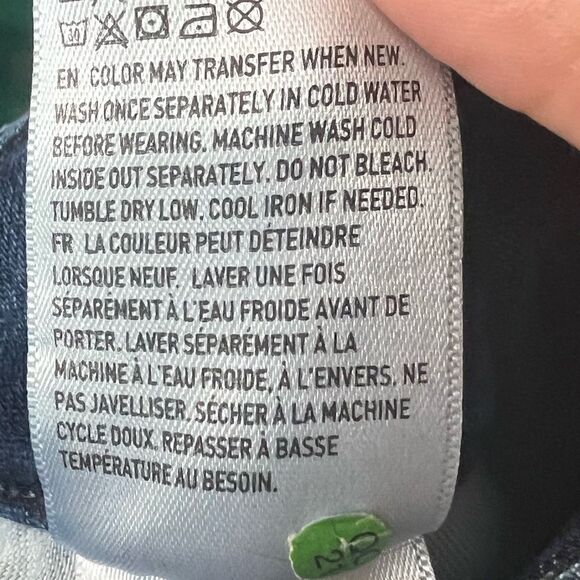 30
EN COLOR MAY TRANSFER WHEN NEW.
WASH ONCE SEPARATELY IN COLD WATER
BEFORE WEARING. MACHINE WASH COLD
INSIDE OUT SEPARATELY. DO NOT BLEACH.
TUMBLE DRY LOW. COOL IRON IF NEEDED.
FR LA COULEUR PEUT DÉTEINDRE
LORSQUE NEUF. LAVER UNE FOIS
SÉPAREMENT À L'EAU FROIDE AVANT DE
PORTER. LAVER SÉPARÉMENT À LA
MACHINE À L'EAU FROIDE, À L'ENVERS. NE
PAS JAVELLISER. SÉCHER À LA MACHINE
CYCLE DOUX. REPASSER À BASSE
TEMPÉRATURE AU BESOIN.